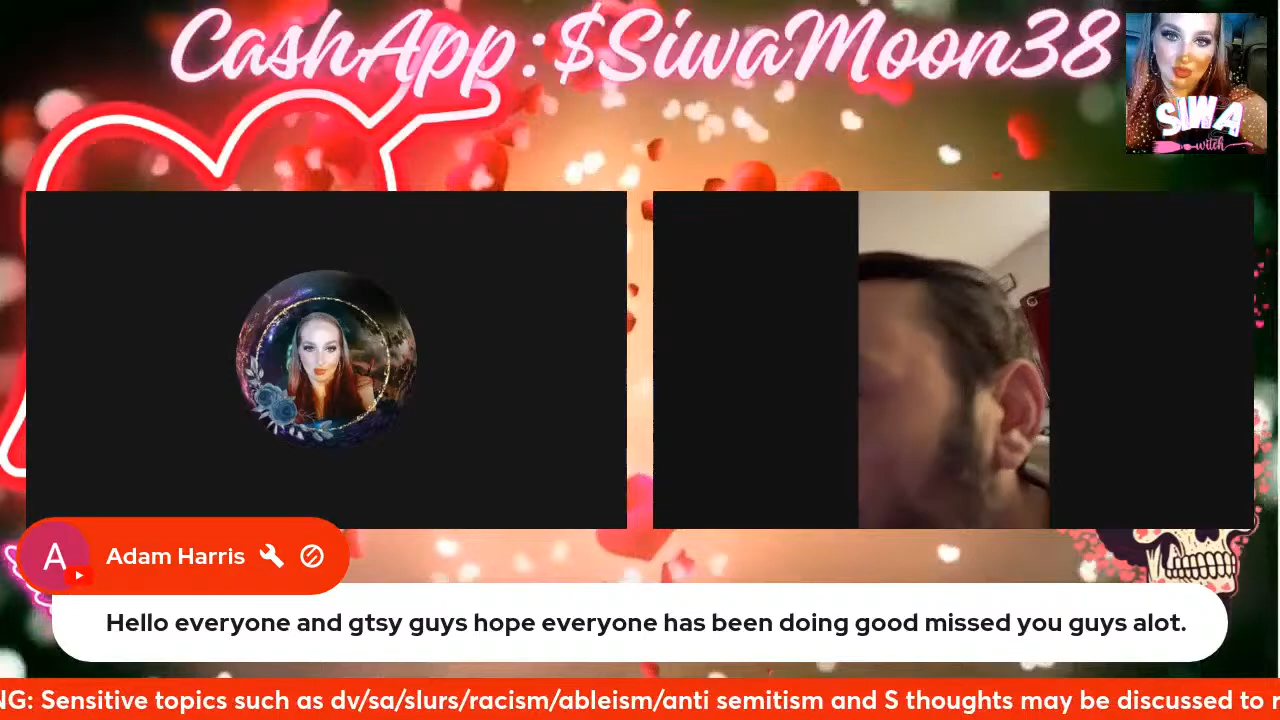 CashApp:$SiwaMoon38
SIWA
witch
A
Adam Harris
Hello everyone and gtsy guys hope everyone has been doing good missed you guys alot.
NG: Sensitive topics such as dv/sa/slurs/racism/ableism/anti semitism and S thoughts may be discussed to